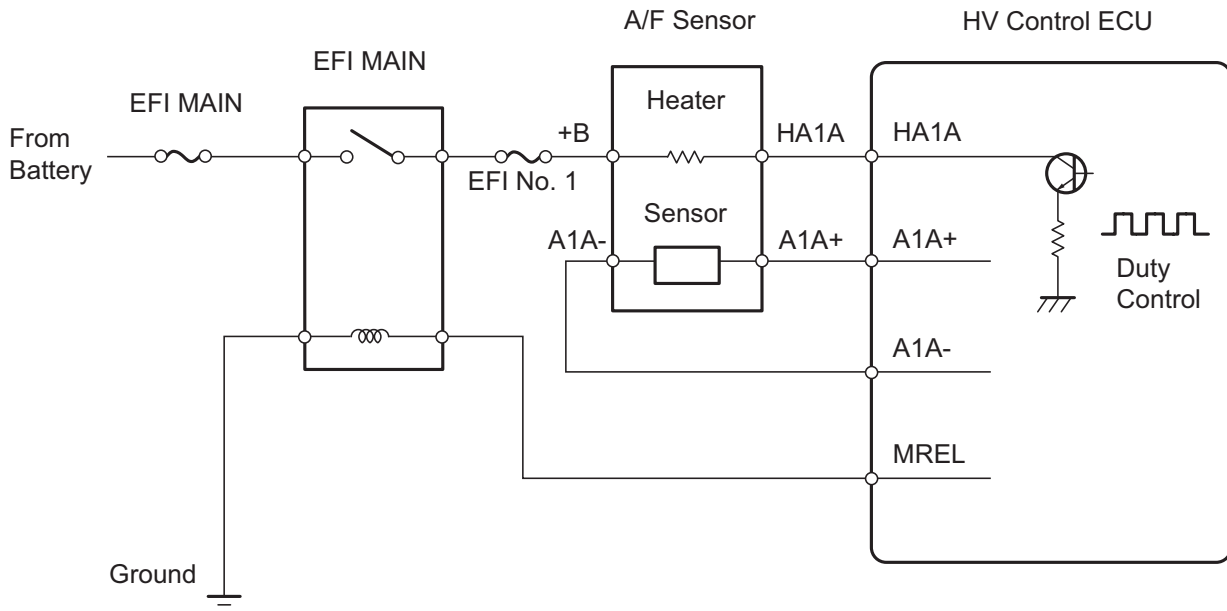 A/F Sensor
HV Control ECU
EFI MAIN
EFI MAIN
From
Battery
EFI No. 1
+B
Heater
HA1A
HA1A
Sensor
A1A-
A1A+
A1A+
Duty
Control
A1A-
MREL
Ground